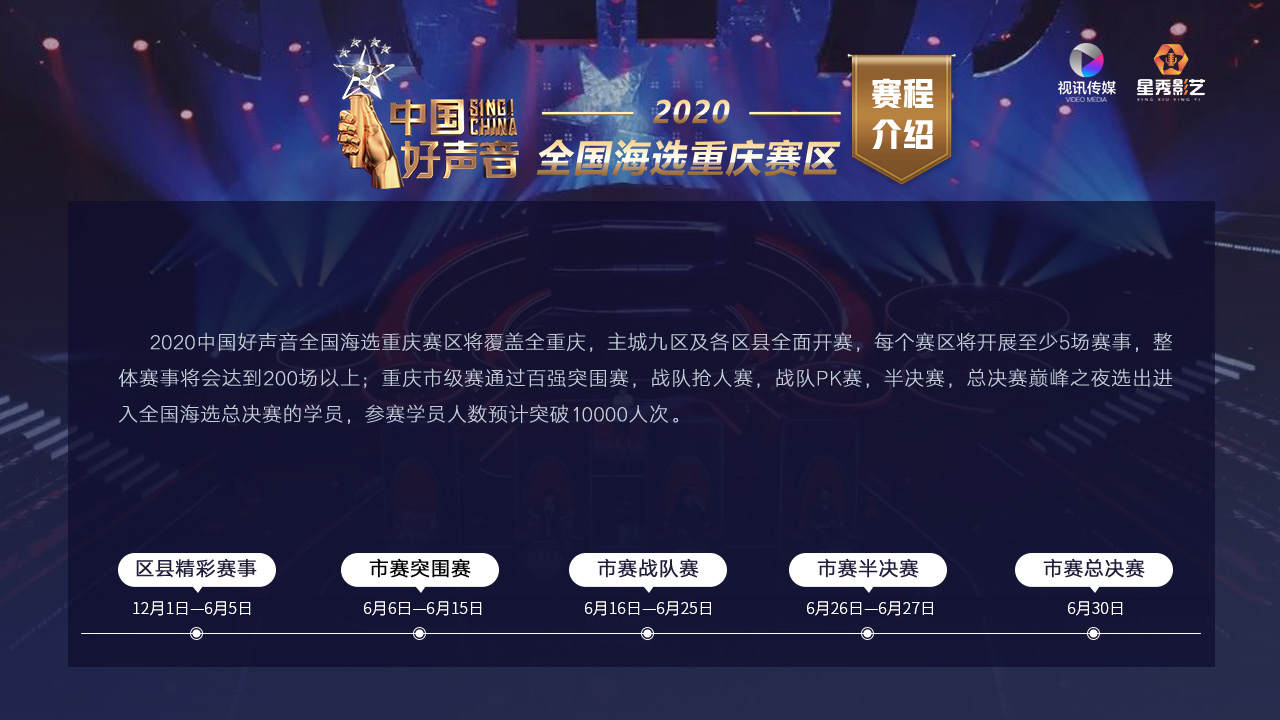 中国
SING!
CHINA
好声音
2020
全国海选重庆赛区
赛程
介绍
视讯传媒
VIDEO MEDIA
星秀影艺
XING XIU YING YI
2020中国好声音全国海选重庆赛区将覆盖全重庆，主城九区及各区县全面开赛，每个赛区将开展至少5场赛事，整
体赛事将会达到200场以上；重庆市级赛通过百强突围赛，战队抢人赛，战队PK赛，半决赛，总决赛巅峰之夜选出进
入全国海选总决赛的学员，参赛学员人数预计突破10000人次。
区县精彩赛事
12月1日—6月5日
市赛突围赛
6月6日—6月15日
市赛战队赛
6月16日—6月25日
市赛半决赛
6月26日—6月27日
市赛总决赛
6月30日